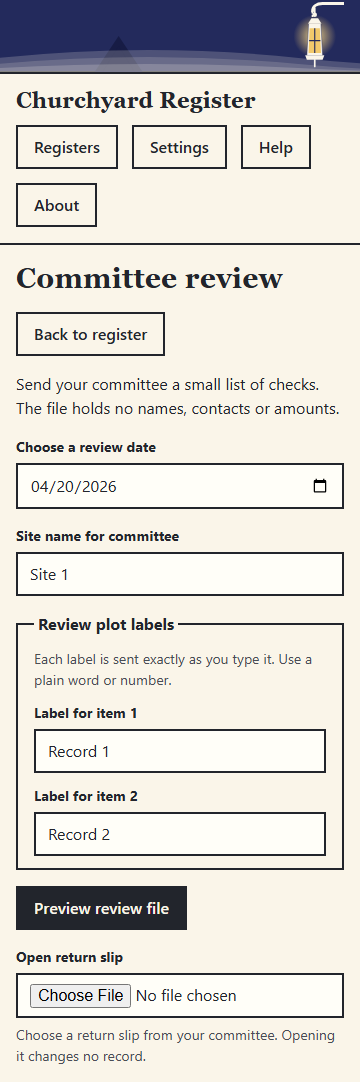 Churchyard Register
Registers
Settings
Help
About
Committee review
Back to register
Send your committee a small list of checks.
The file holds no names, contacts or amounts.
Choose a review date
04/20/2026
Site name for committee
Site 1
Review plot labels
Each label is sent exactly as you type it. Use a
plain word or number.
Label for item 1
Record 1
Label for item 2
Record 2
Preview review file
Open return slip
Choose File No file chosen
Choose a return slip from your committee. Opening
it changes no record.